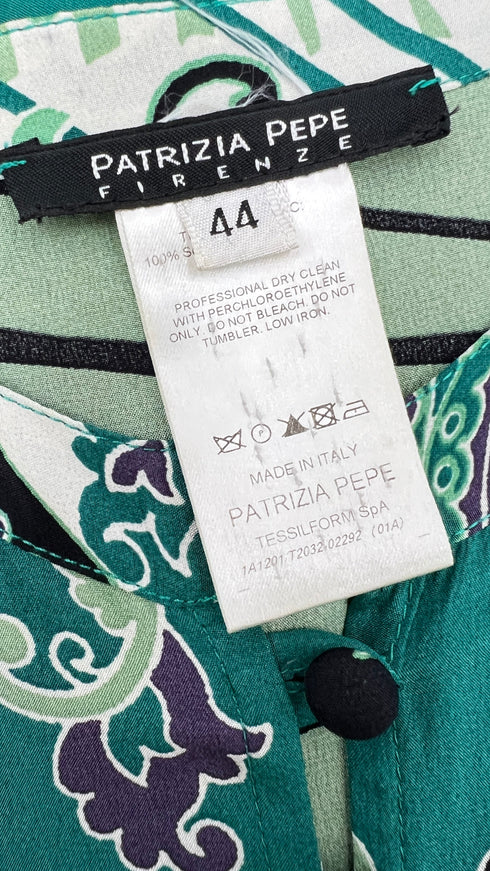 PATRIZIA PEPE
FIRENZE
44
C:
100% S
PROFESSIONAL DRY CLEAN
WITH PERCHLOROETHYLENE
ONLY. DO NOT BLEACH. DO NOT
TUMBLER. LOW IRON.
MADE IN ITALY
PATRIZIA PEPE
TESSILFORM SpA
1A1201-T2032-02292 (01A)